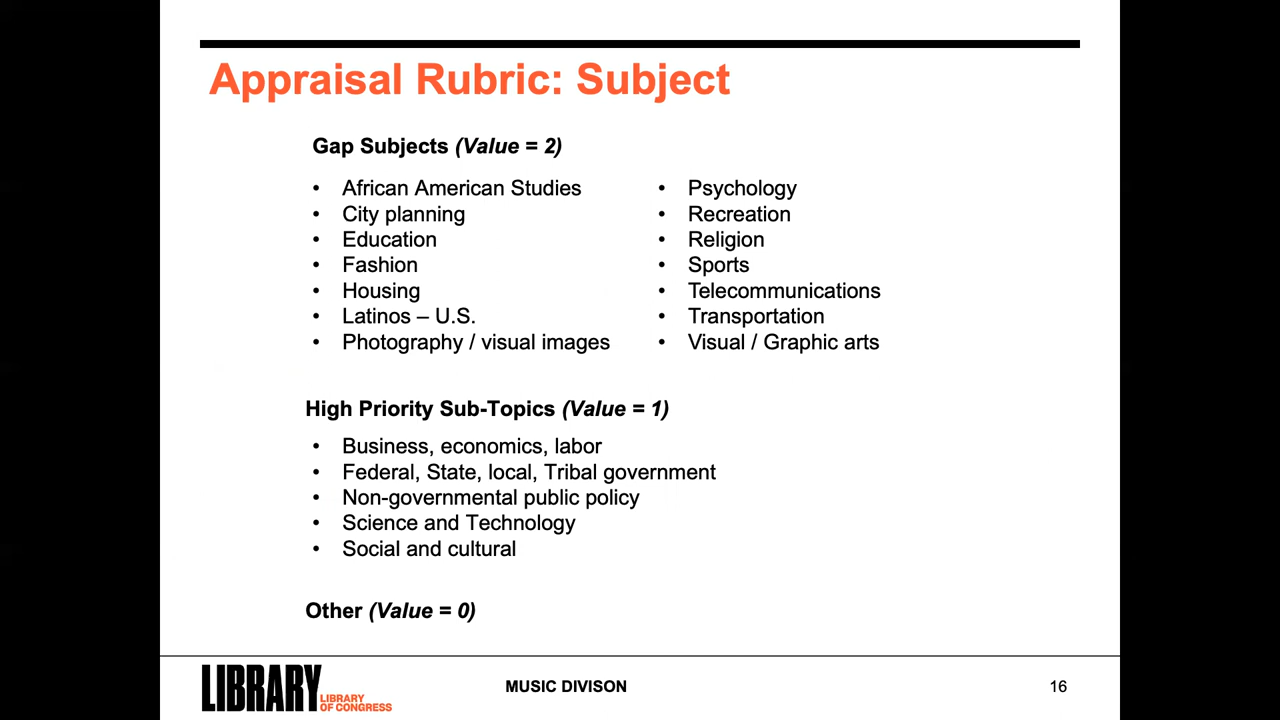 Appraisal Rubric: Subject
Gap Subjects (Value = 2)
• African American Studies
• City planning
• Education
• Fashion
• Housing
• Latinos – U.S.
• Photography / visual images
• Psychology
• Recreation
• Religion
• Sports
• Telecommunications
• Transportation
• Visual / Graphic arts
High Priority Sub-Topics (Value = 1)
• Business, economics, labor
• Federal, State, local, Tribal government
• Non-governmental public policy
• Science and Technology
• Social and cultural
Other (Value = 0)
LIBRARY
LIBRARY
OF CONGRESS
MUSIC DIVISON
16